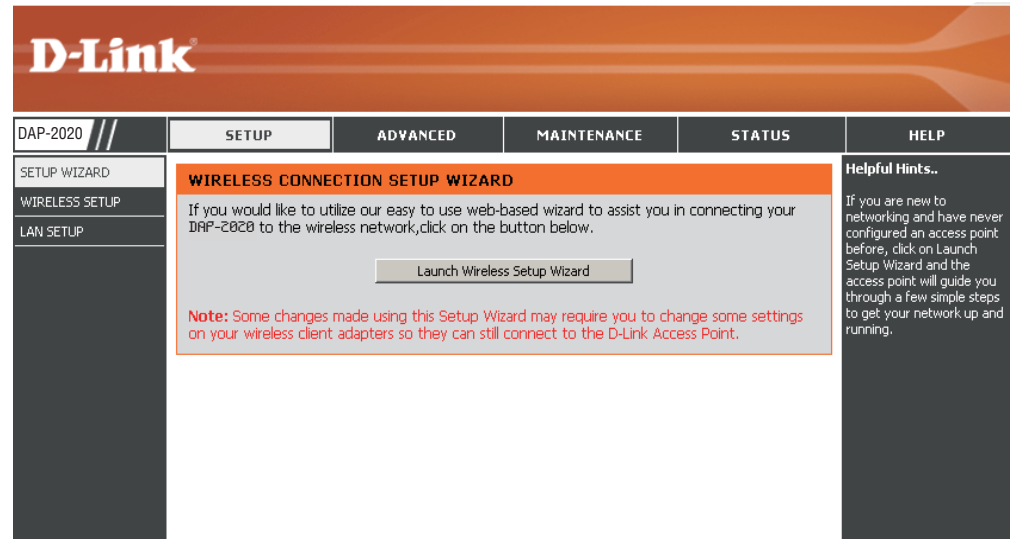 D-Link®
DAP-2020
SETUP
ADVANCED
MAINTENANCE
STATUS
HELP
SETUP WIZARD
WIRELESS SETUP
LAN SETUP
WIRELESS CONNECTION SETUP WIZARD
If you would like to utilize our easy to use web-based wizard to assist you in connecting your
DAP-2020 to the wireless network,click on the button below.
Launch Wireless Setup Wizard
Note: Some changes made using this Setup Wizard may require you to change some settings
on your wireless client adapters so they can still connect to the D-Link Access Point.
Helpful Hints..
If you are new to
networking and have never
configured an access point
before, click on Launch
Setup Wizard and the
access point will guide you
through a few simple steps
to get your network up and
running.